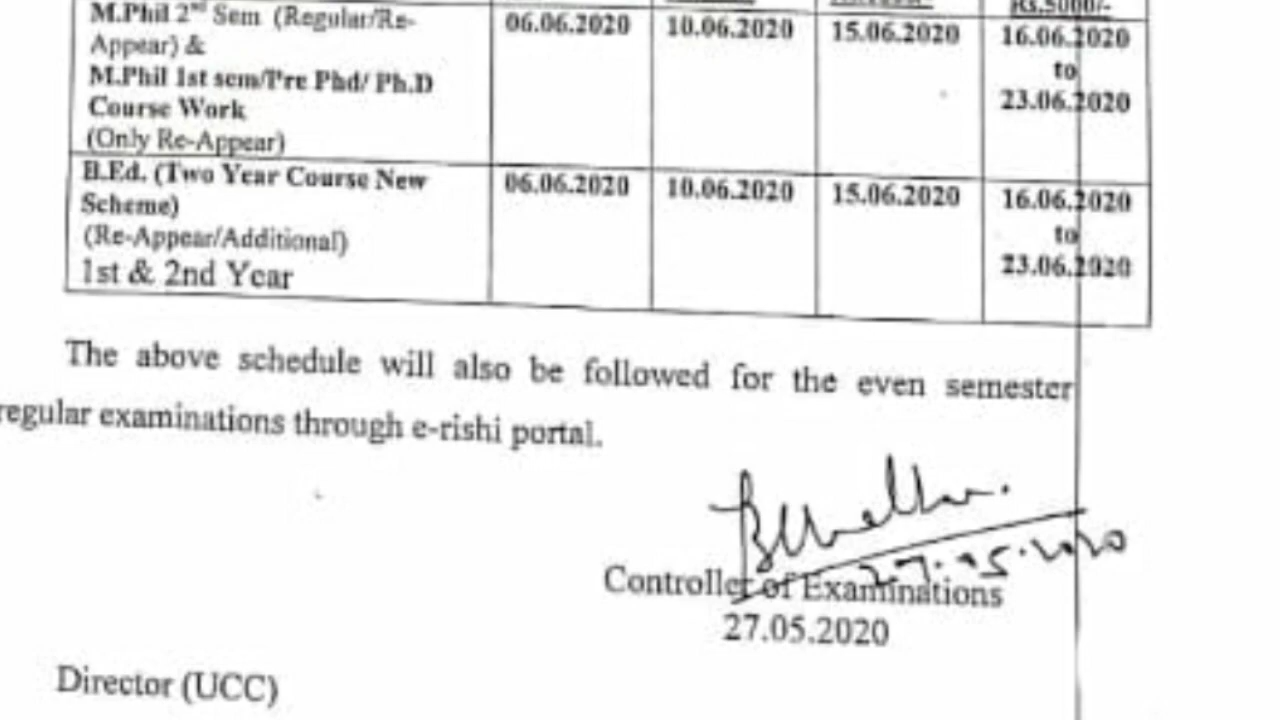 Rs.5000/-
M.Phil 2nd Sem (Regular/Re-
Appear) &
M.Phil 1st sem/Pre Phd/ Ph.D
Course Work
(Only Re-Appear)
06.06.2020
10.06.2020
15.06.2020
16.06.2020
to
23.06.2020
B.Ed. (Two Year Course New
Scheme)
(Re-Appear/Additional)
1st & 2nd Year
06.06.2020
10.06.2020
15.06.2020
16.06.2020
to
23.06.2020
The above schedule will also be followed for the even semester
regular examinations through e-rishi portal.
27.05.2020
Controller of Examinations
27.05.2020
Director (UCC)